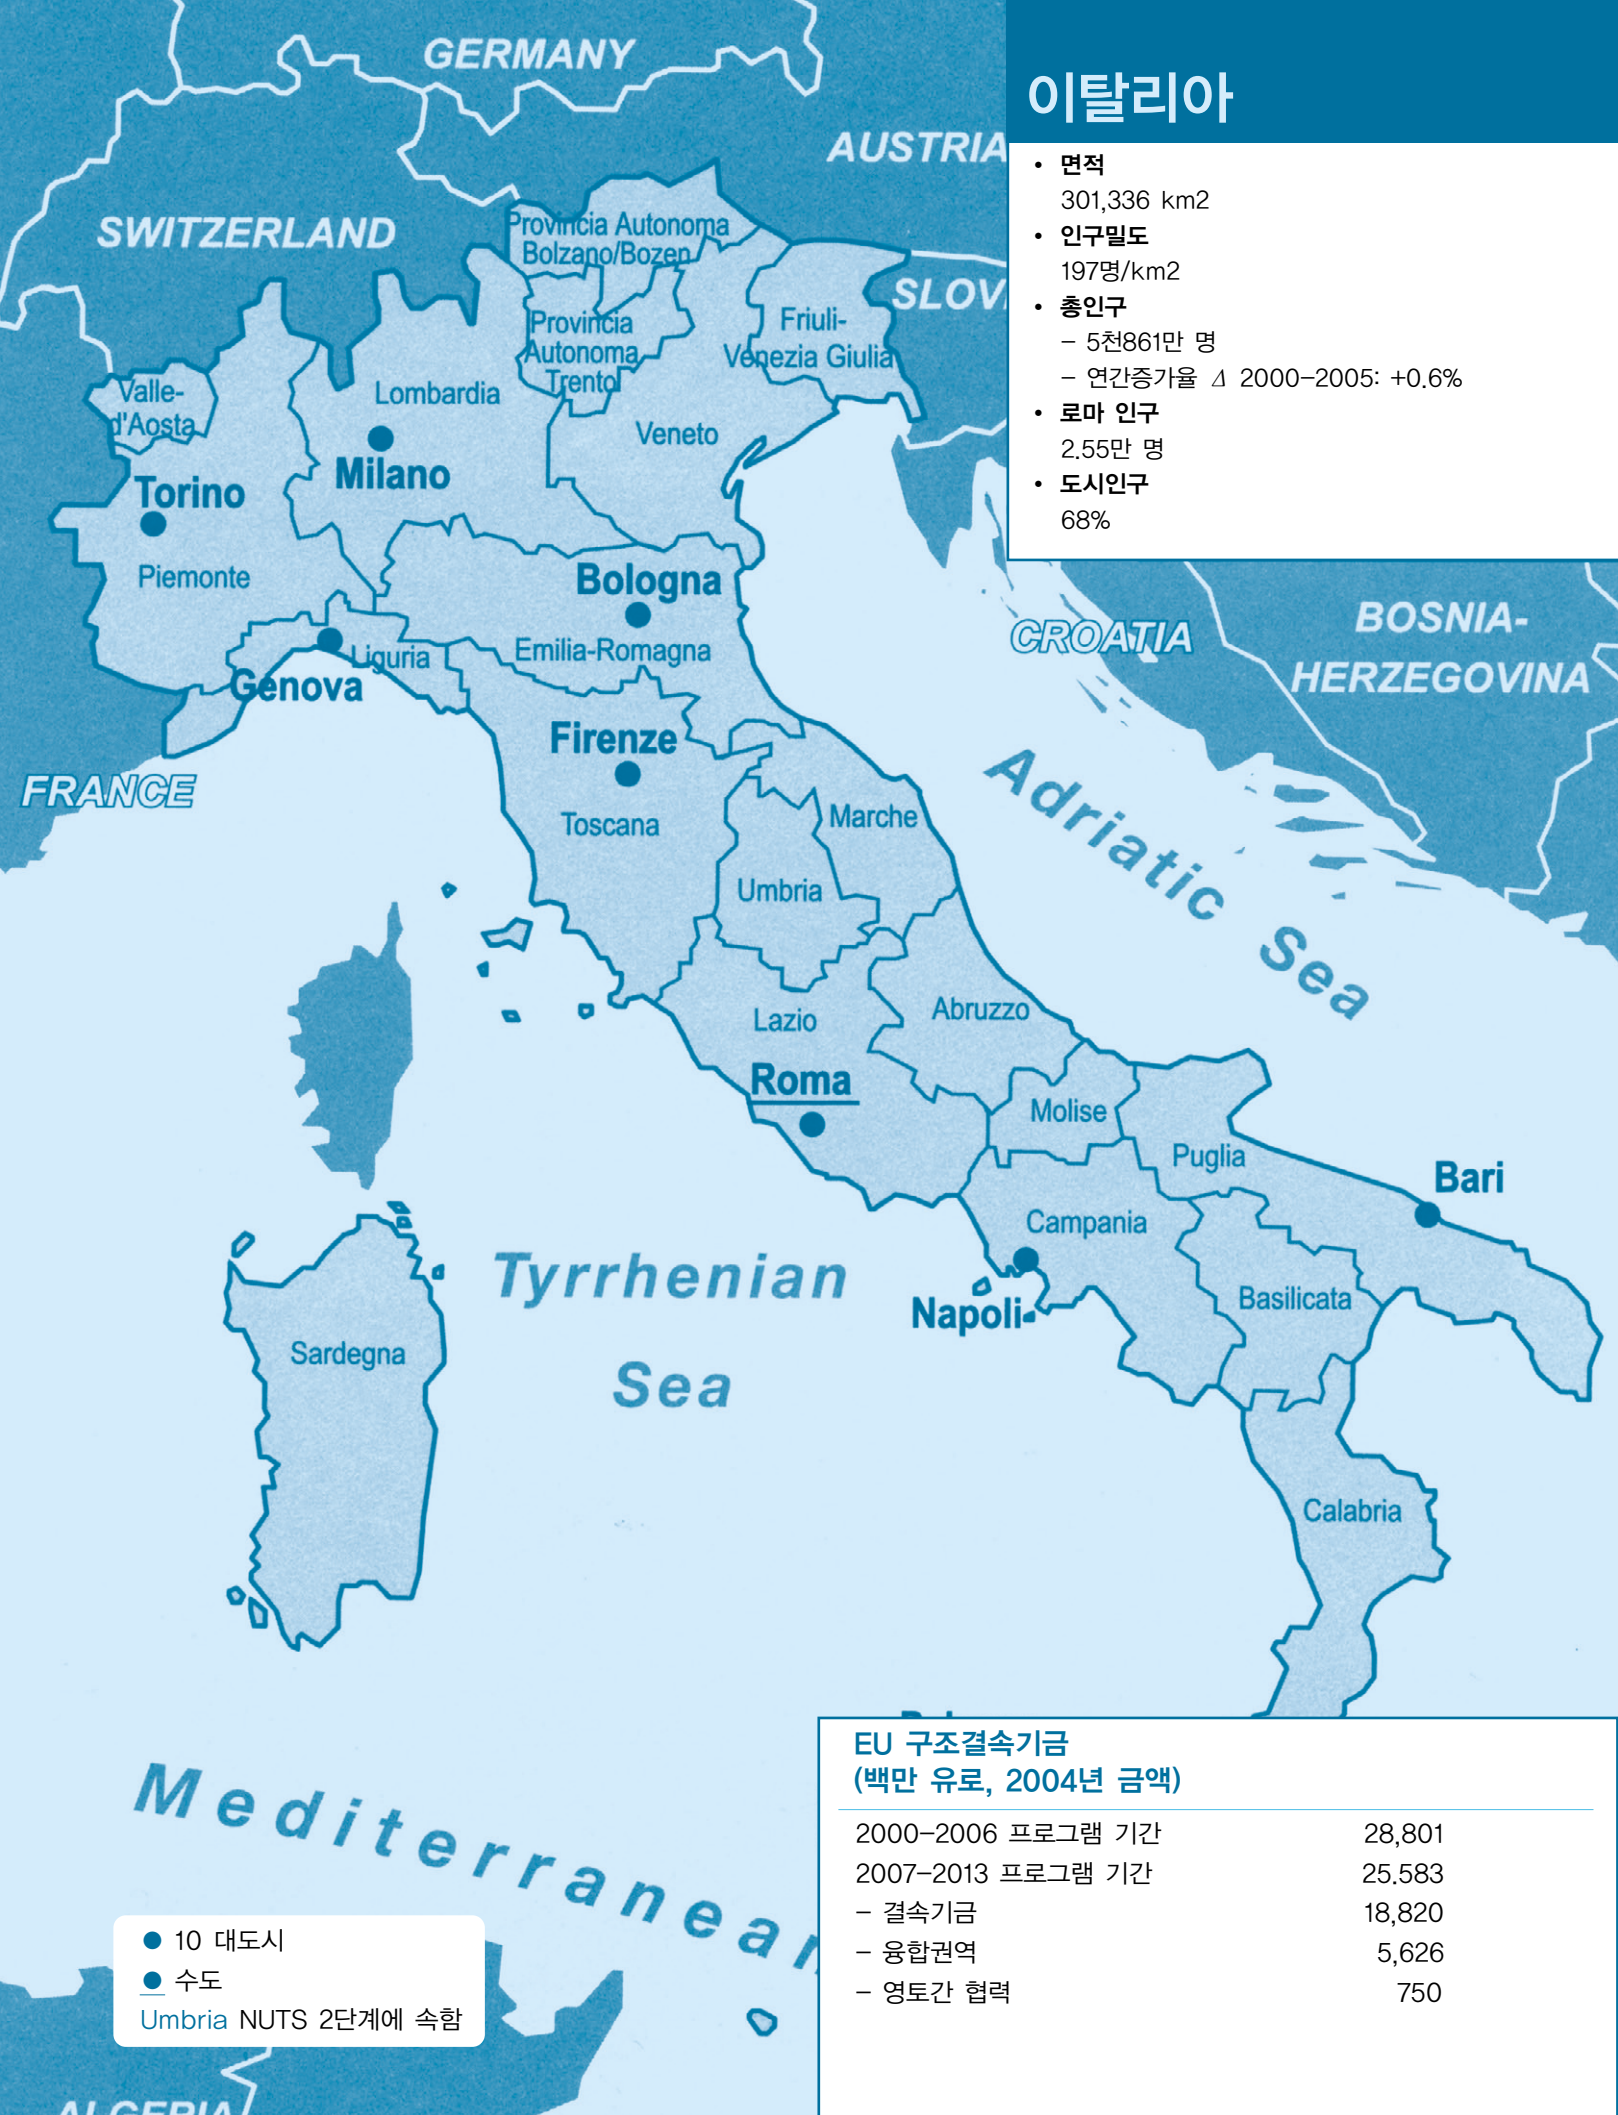 GERMANY
이탈리아
AUSTRIA
• 면적
301,336 km2
SWITZERLAND
Provincia Autonoma
Bolzano/Bozen
• 인구밀도
197명/km2
SLOV
• 총인구
– 5천861만 명
– 연간증가율 Δ 2000–2005: +0.6%
• 로마 인구
2.55만 명
• 도시인구
68%
Provincia
Autonoma
Trento
Friuli-
Venezia Giulia
Valle-
d'Aosta
Lombardia
Veneto
Milano
Torino
Piemonte
Bologna
Emilia-Romagna
Liguria
Genova
CROATIA
BOSNIA-
HERZEGOVINA
Firenze
FRANCE
Toscana
Marche
Adriatic Sea
Umbria
Lazio
Abruzzo
Roma
Molise
Puglia
Bari
Campania
Tyrrhenian
Sea
Napoli
Basilicata
Sardegna
Calabria
EU 구조결속기금
(백만 유로, 2004년 금액)
2000–2006 프로그램 기간 28,801
2007–2013 프로그램 기간 25.583
– 결속기금 18,820
– 융합권역 5,626
– 영토간 협력 750
Mediterranean
● 10 대도시
● 수도
Umbria NUTS 2단계에 속함
ALGERIA